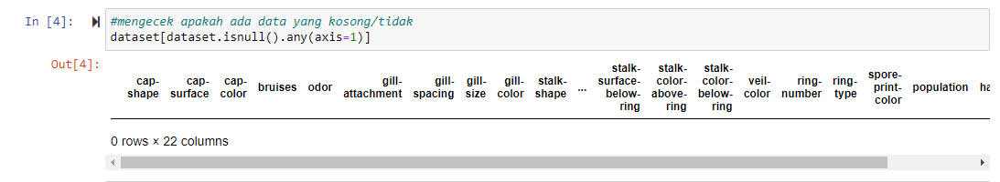 In [4]:
#mengecek apakah ada data yang kosong/tidak
dataset[dataset.isnull().any(axis=1)]
Out[4]:
cap-shape cap-surface cap-color bruises odor gill-attachment gill-spacing gill-size gill-color stalk-shape ... stalk-surface-below-ring stalk-color-above-ring stalk-color-below-ring veil-color ring-number ring-type spore-print-color population ha
0 rows × 22 columns